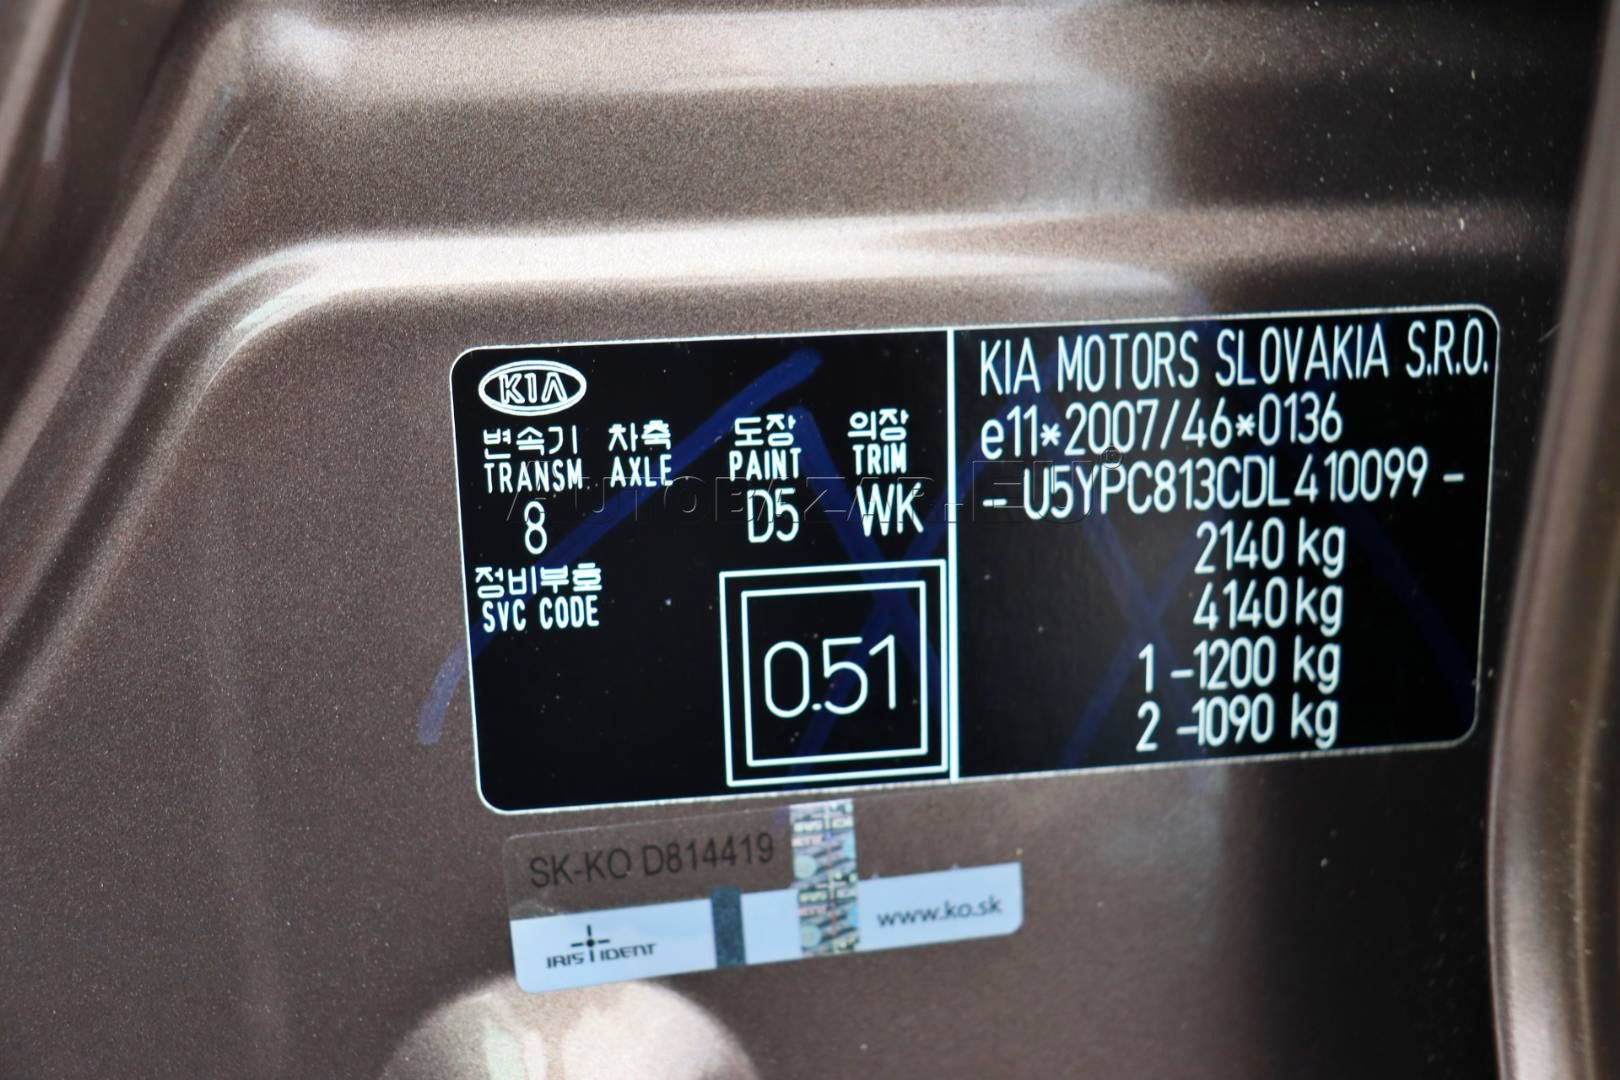 KIA
변속기 차축 도장 의장
TRANSM AXLE PAINT TRIM
8 D5 WK
정비부호
SVC CODE
0.51
KIA MOTORS SLOVAKIA S.R.O.
e11*2007/46*0136
- U5YPC813CDL410099 -
2140 kg
4140 kg
1 -1200 kg
2 -1090 kg
AUTOBAZAR.EU
SK-KO D814419
IRIS IDENT
www.ko.sk